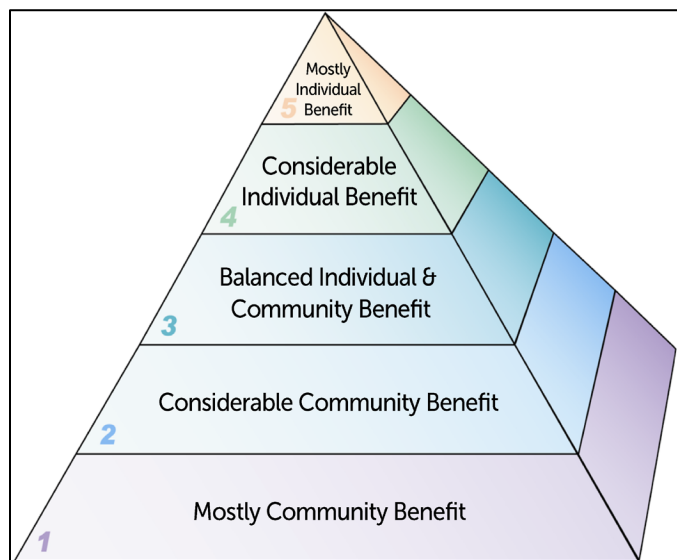 Mostly
Individual
Benefit
5
Considerable
Individual Benefit
4
Balanced Individual &
Community Benefit
3
Considerable Community Benefit
2
Mostly Community Benefit
1